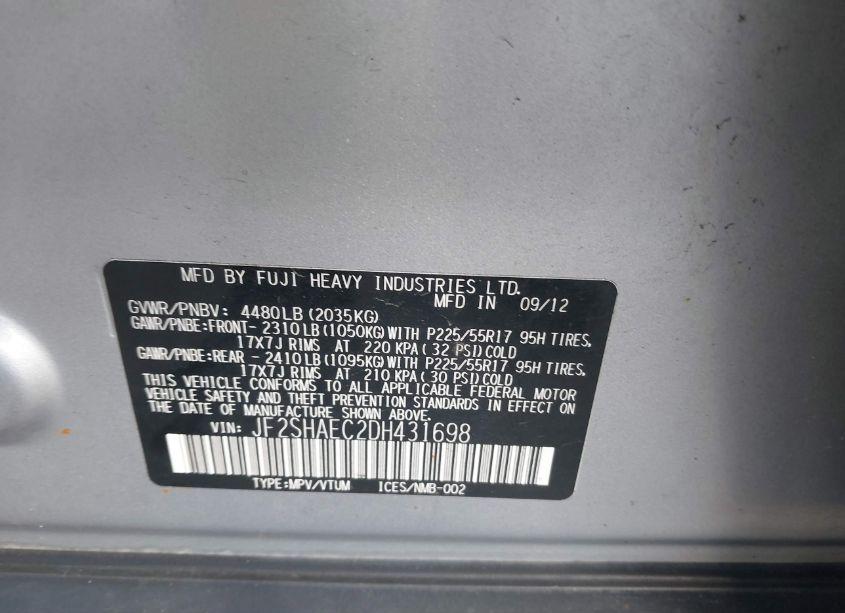 MFD BY FUJI HEAVY INDUSTRIES LTD.
MFD IN 09/12
GVWR/PNBV: 4480LB (2035KG)
GAWR/PNBE:FRONT- 2310LB (1050KG) WITH P225/55R17 95H TIRES,
17X7J RIMS AT 220 KPA (32 PSI) COLD
GAWR/PNBE:REAR - 2410LB (1095KG) WITH P225/55R17 95H TIRES,
17X7J RIMS AT 210 KPA (30 PSI) COLD
THIS VEHICLE CONFORMS TO ALL APPLICABLE FEDERAL MOTOR
VEHICLE SAFETY AND THEFT PREVENTION STANDARDS IN EFFECT ON
THE DATE OF MANUFACTURE SHOWN ABOVE.
VIN: JF2SHAEC2DH431698
TYPE:MPV/VTUM ICES/NMB-002